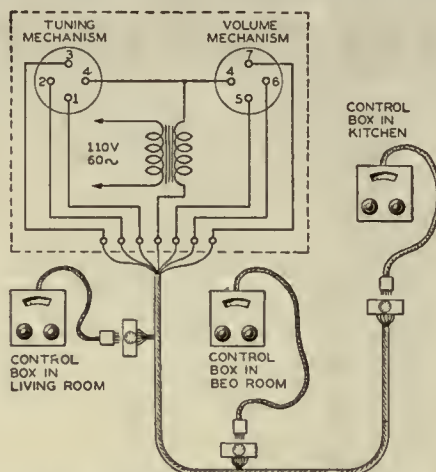 TUNING
MECHANISM
VOLUME
MECHANISM
3
4
2
1
7
4
6
5
110V
60~
CONTROL
BOX IN
KITCHEN
CONTROL
BOX IN
LIVING ROOM
CONTROL
BOX IN
BEO ROOM